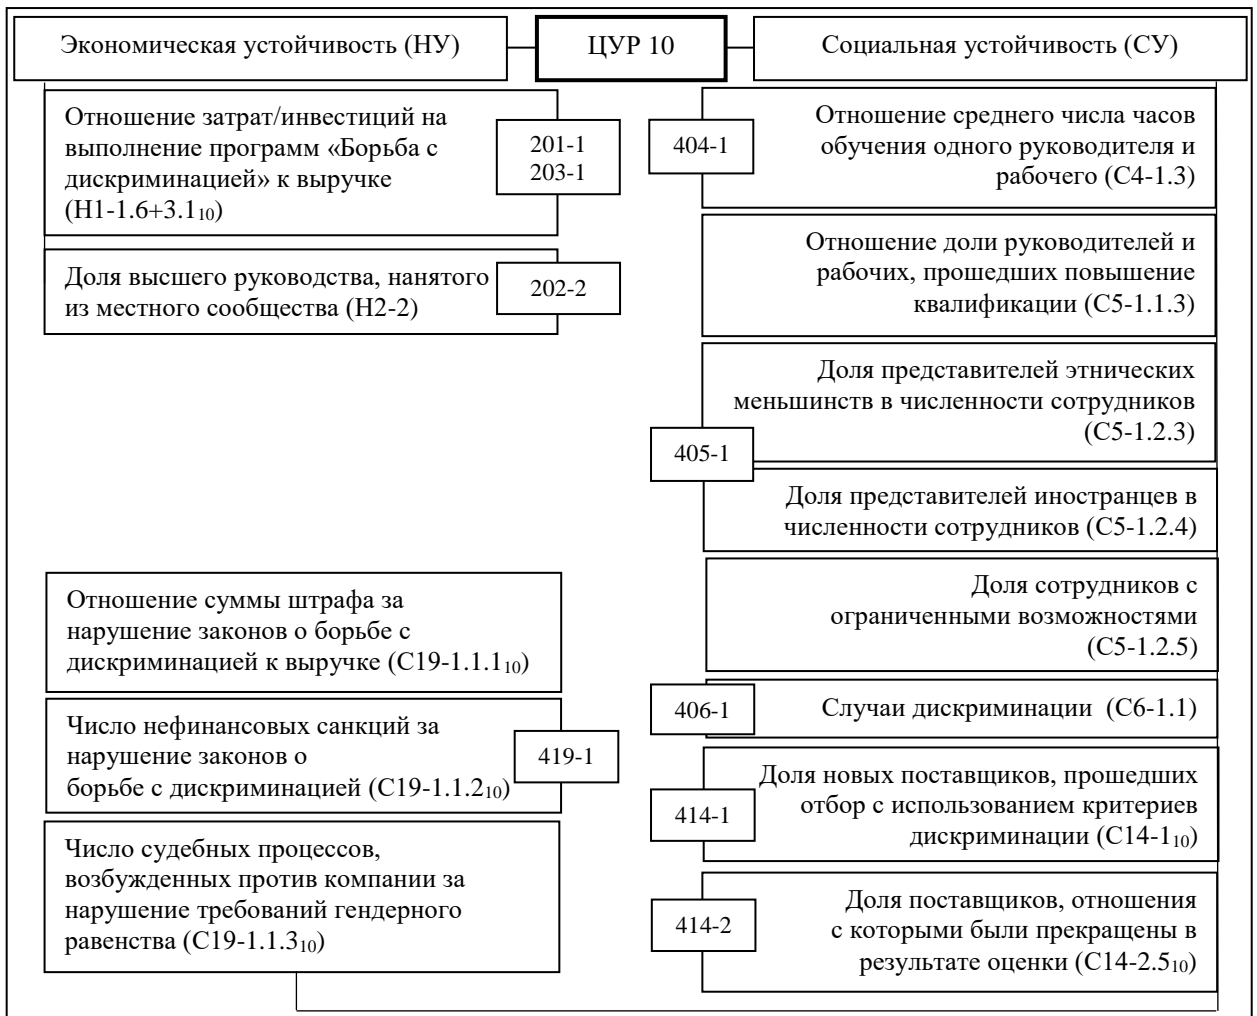 Экономическая устойчивость (НУ)
ЦУР 10
Социальная устойчивость (СУ)
Отношение затрат/инвестиций на
выполнение программ «Борьба с
дискриминацией» к выручке
(Н1-1.6+3.1₁₀)
201-1
203-1
Доля высшего руководства, нанятого
из местного сообщества (Н2-2)
202-2
Отношение суммы штрафа за
нарушение законов о борьбе с
дискриминацией к выручке (С19-1.1.1₁₀)
Число нефинансовых санкций за
нарушение законов о
борьбе с дискриминацией (С19-1.1.2₁₀)
419-1
Число судебных процессов,
возбужденных против компании за
нарушение требований гендерного
равенства (С19-1.1.3₁₀)
404-1
Отношение среднего числа часов
обучения одного руководителя и
рабочего (С4-1.3)
Отношение доли руководителей и
рабочих, прошедших повышение
квалификации (С5-1.1.3)
Доля представителей этнических
меньшинств в численности сотрудников
(С5-1.2.3)
405-1
Доля представителей иностранцев в
численности сотрудников (С5-1.2.4)
Доля сотрудников с
ограниченными возможностями
(С5-1.2.5)
406-1
Случаи дискриминации (С6-1.1)
414-1
Доля новых поставщиков, прошедших
отбор с использованием критериев
дискриминации (С14-1₁₀)
414-2
Доля поставщиков, отношения
с которыми были прекращены в
результате оценки (С14-2.5₁₀)